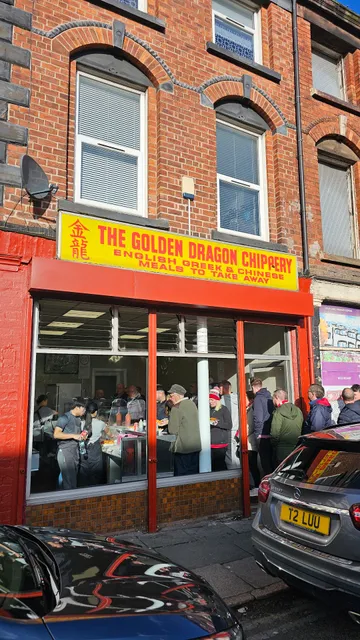 金龍
THE GOLDEN DRAGON CHIPPERY
ENGLISH GREEK & CHINESE
MEALS TO TAKE AWAY
T2 LUU